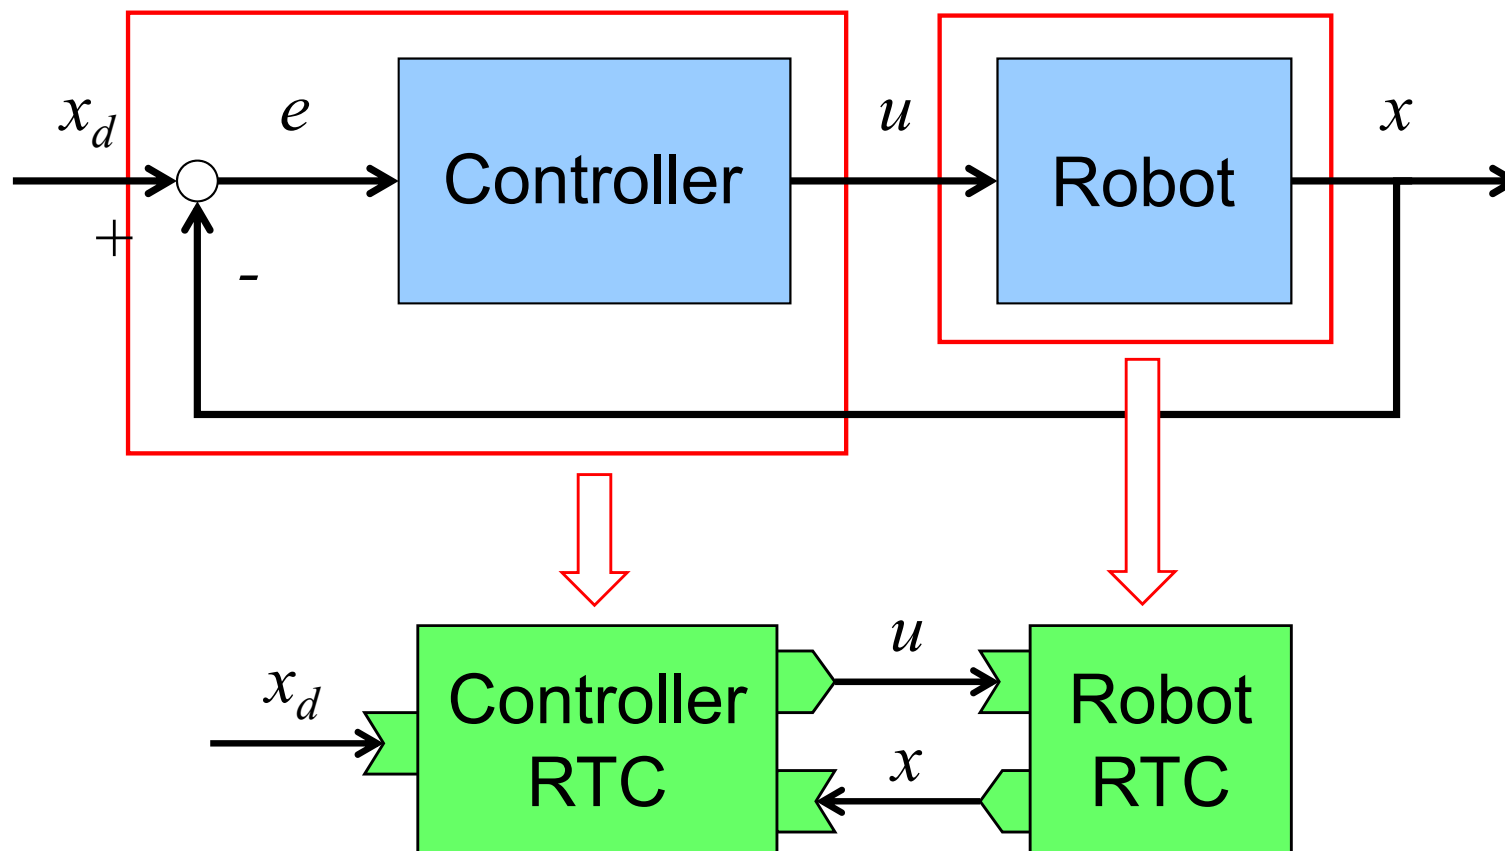 x_d e u x
Controller Robot
+
-
u
x_d Controller Robot
x
RTC RTC